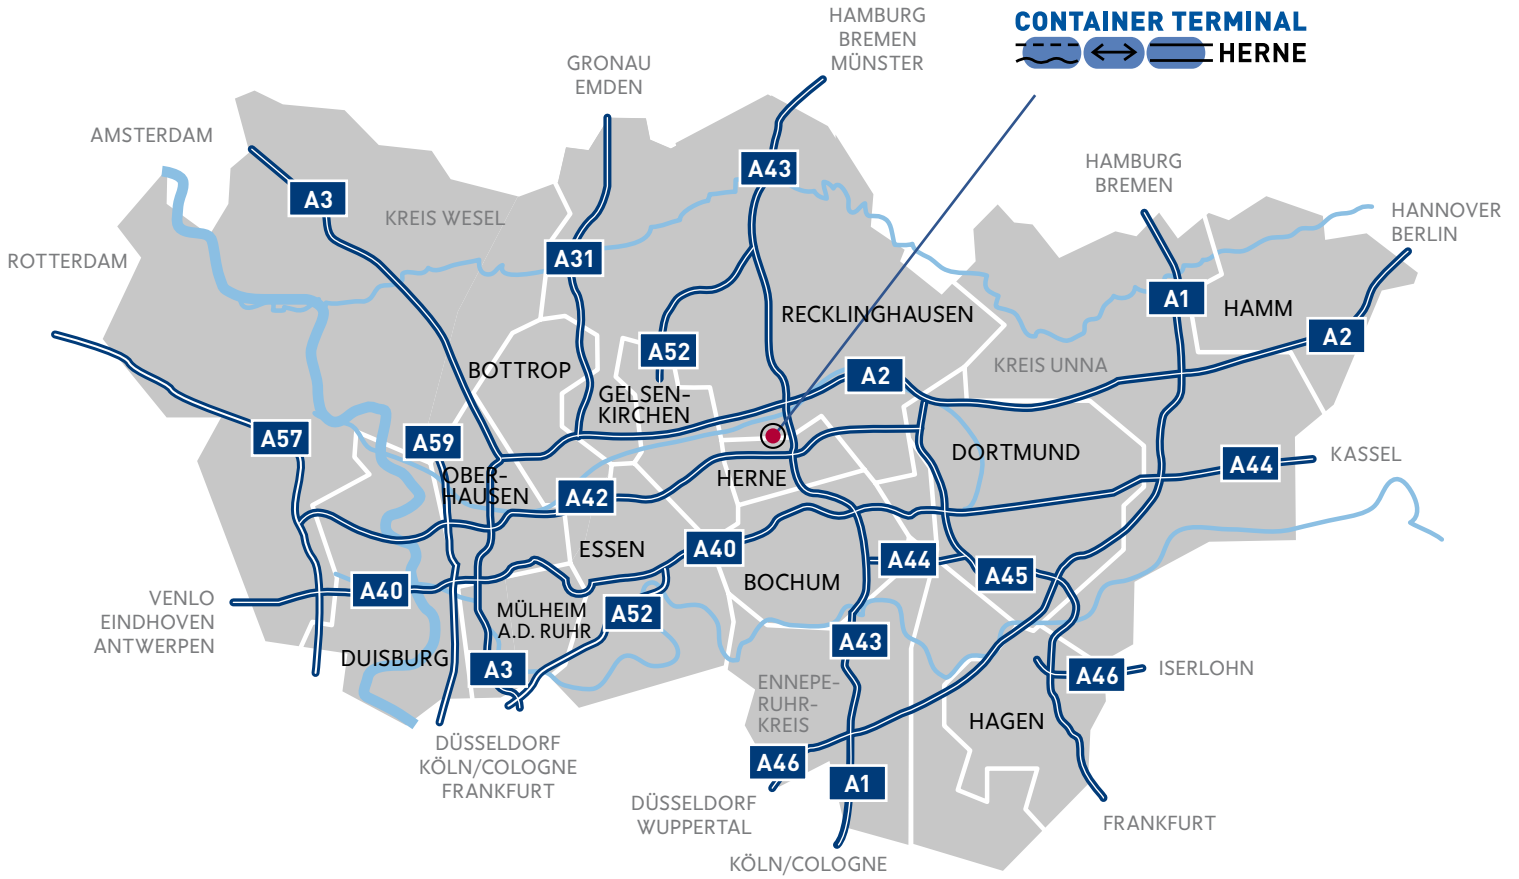 HAMBURG
BREMEN
MÜNSTER
CONTAINER TERMINAL
HERNE
GRONAU
EMDEN
AMSTERDAM
A43
HAMBURG
BREMEN
A3
KREIS WESEL
HANNOVER
BERLIN
ROTTERDAM
A31
A1
HAMM
RECKLINGHAUSEN
A2
A52
KREIS UNNA
BOTTROP
A2
GELSEN-
KIRCHEN
A57
A59
DORTMUND
KASSEL
A44
OBER-
HAUSEN
HERNE
A42
ESSEN
A40
A44
A45
BOCHUM
A40
VENLO
EINDHOVEN
ANTWERPEN
MÜLHEIM
A.D. RUHR
A52
A43
DUISBURG
A3
ISERLOHN
A46
ENNEPE-
RUHR-
KREIS
HAGEN
DÜSSELDORF
KÖLN/COLOGNE
FRANKFURT
A46
A1
DÜSSELDORF
WUPPERTAL
FRANKFURT
KÖLN/COLOGNE